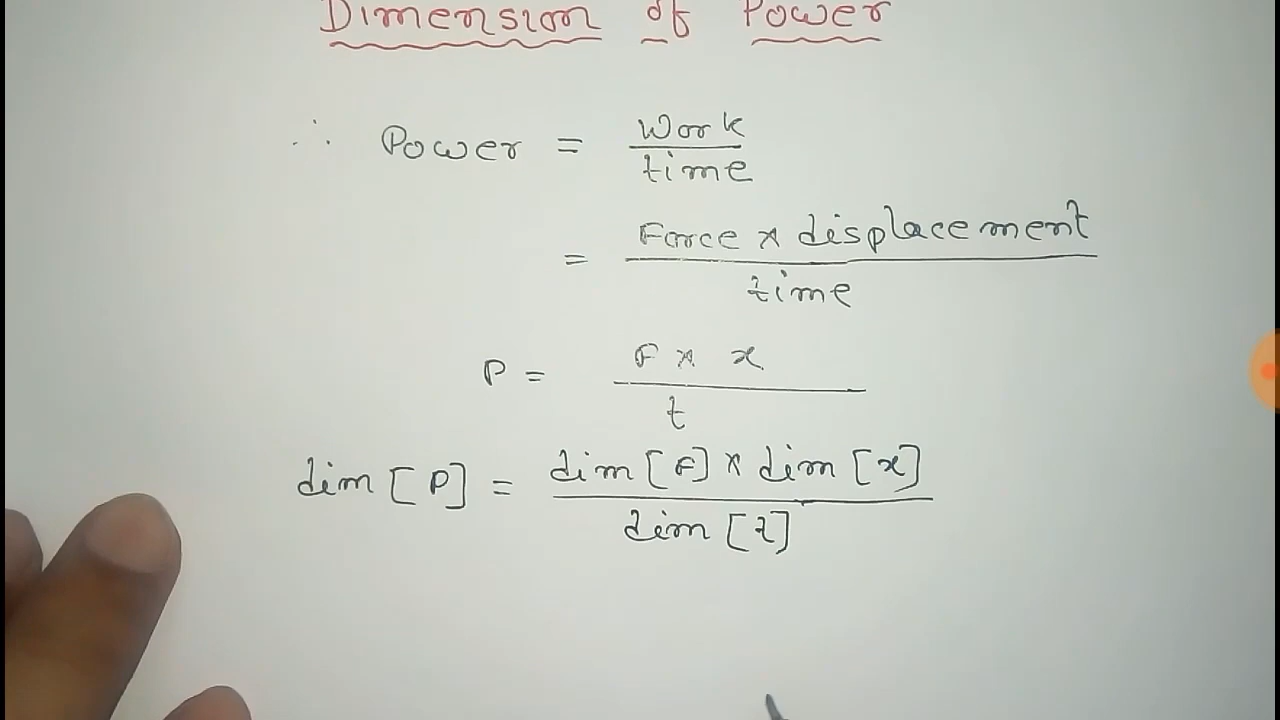 Dimension of Power
∴ Power = Work / time
= Force × displacement / time
P = F × x / t
dim [P] = dim [F] × dim [x] / dim [t]